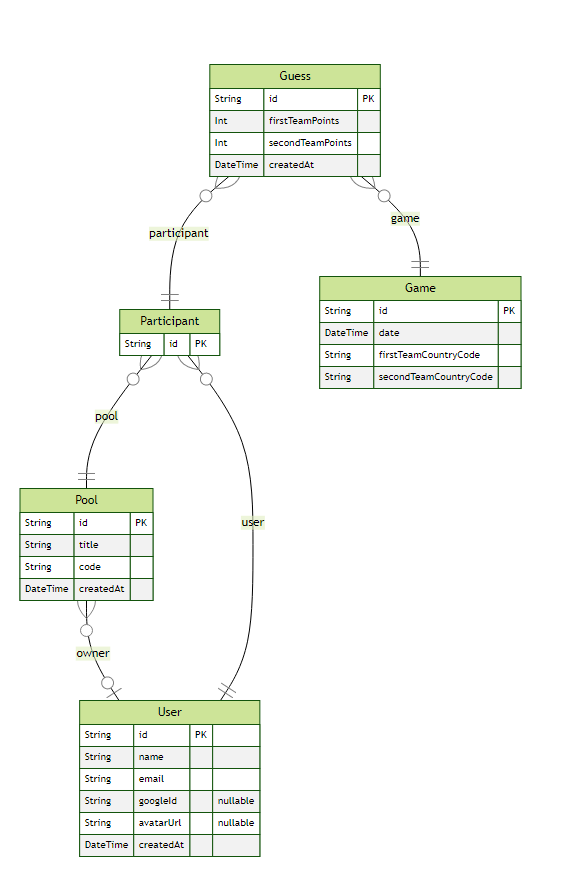 Guess
String id PK
Int firstTeamPoints
Int secondTeamPoints
DateTime createdAt
participant
game
Game
String id PK
DateTime date
String firstTeamCountryCode
String secondTeamCountryCode
Participant
String id PK
pool
user
Pool
String id PK
String title
String code
DateTime createdAt
owner
User
String id PK
String name
String email
String googleId nullable
String avatarUrl nullable
DateTime createdAt